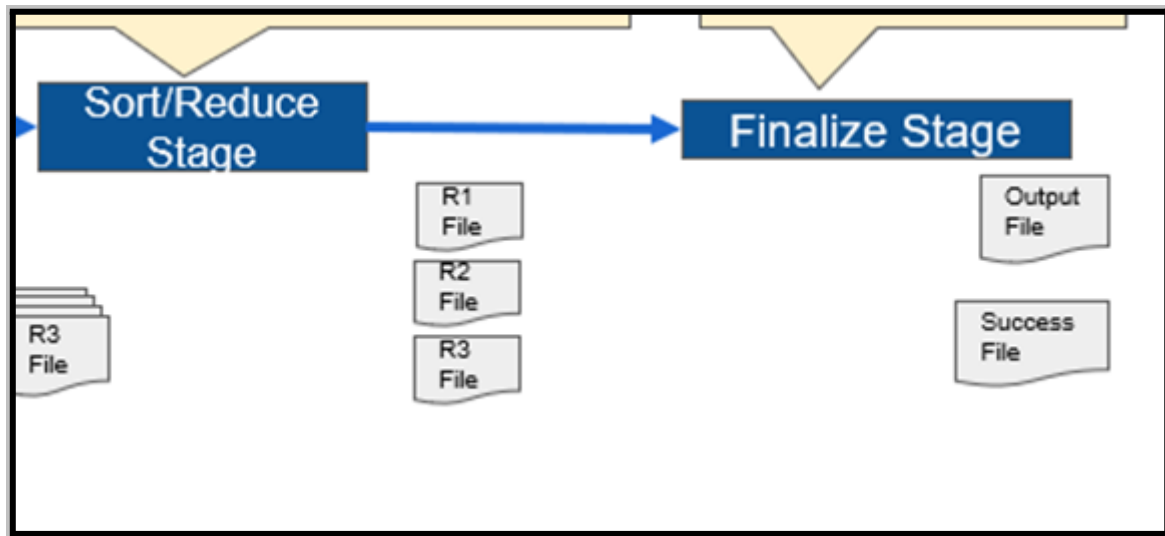 Sort/Reduce
Stage
Finalize Stage
R1
File
R2
File
R3
File
R3
File
Output
File
Success
File